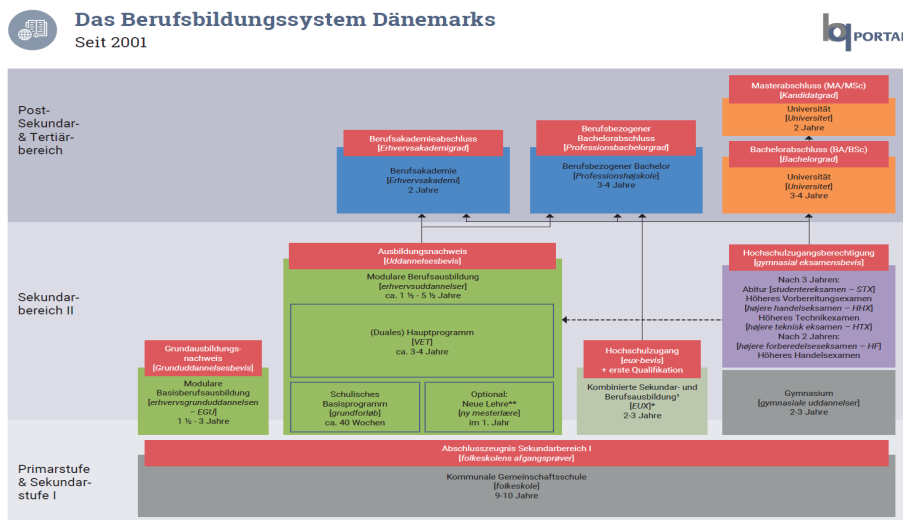 Das Berufsbildungssystem Dänemarks
Seit 2001
bq PORTAL
Post-
Sekundar-
& Tertiär-
bereich
Masterabschluss (MA/MSc)
[Kandidatgrad]
Universität
[Universitet]
2 Jahre
Berufsakademieabschluss
[Erhvervsakademigrad]
Berufsakademie
[Erhvervsakademi]
2 Jahre
Berufsbezogener
Bachelorabschluss
[Professionsbachelorgrad]
Berufsbezogener Bachelor
[Professionshøjskole]
3-4 Jahre
Bachelorabschluss (BA/BSc)
[Bachelorgrad]
Universität
[Universitet]
3-4 Jahre
Sekundar-
bereich II
Grundausbildungs-
nachweis
[Grunduddannelsesbevis]
Modulare
Basisberufsausbildung
[erhvervsgrunduddannelsen
– EGU]
1 ½ - 3 Jahre
Ausbildungsnachweis
[Uddannelsesbevis]
Modulare Berufsausbildung
[erhvervsuddannelser]
ca. 1 ½ - 5 ½ Jahre
(Duales) Hauptprogramm
[VET]
ca. 3-4 Jahre
Schulisches
Basisprogramm
[grundforløb]
ca. 40 Wochen
Optional:
Neue Lehre**
[ny mesterlære]
im 1. Jahr
Hochschulzugang
[eux-bevis]
+ erste Qualifikation
Kombinierte Sekundar- und
Berufsausbildung¹
[EUX]*
2-3 Jahre
Hochschulzugangsberechtigung
[gymnasial eksamensbevis]
Nach 3 Jahren:
Abitur [studentereksamen – STX]
Höheres Vorbereitungsexamen
[højere handelseksamen – HHX]
Höheres Technikexamen
[højere teknisk eksamen – HTX]
Nach 2 Jahren:
[højere forberedelseseksamen – HF]
Höheres Handelsexamen
Gymnasium
[gymnasiale uddannelser]
2-3 Jahre
Primarstufe
& Sekundar-
stufe I
Abschlusszeugnis Sekundarbereich I
[folkeskolens afgangsprøver]
Kommunale Gemeinschaftsschule
[folkeskole]
9-10 Jahre